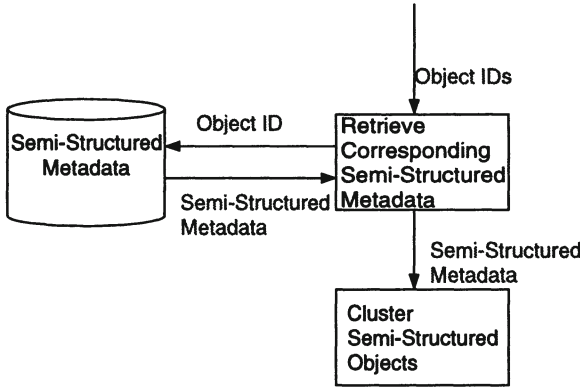 Object IDs
Semi-Structured
Metadata
Object ID
Retrieve
Corresponding
Semi-Structured
Metadata
Semi-Structured
Metadata
Semi-Structured
Metadata
Cluster
Semi-Structured
Objects